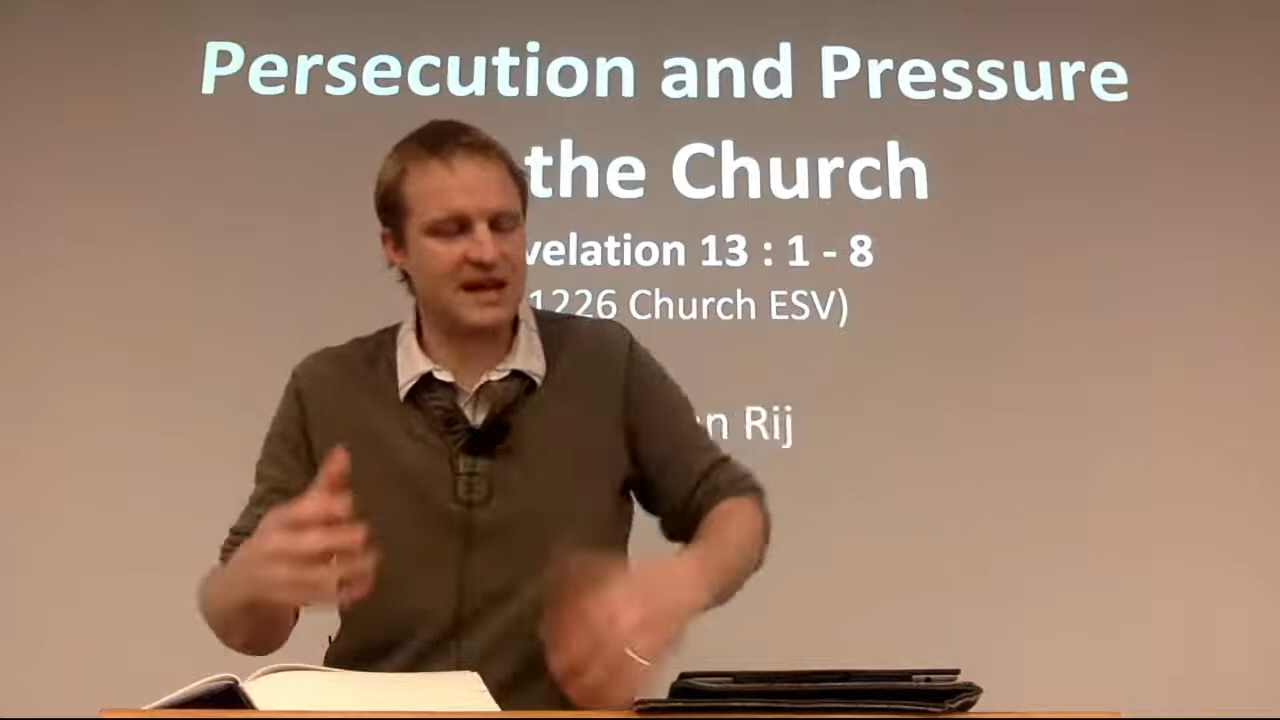 Persecution and Pressure
the Church
velation 13 : 1 - 8
1226 Church ESV)
n Rij